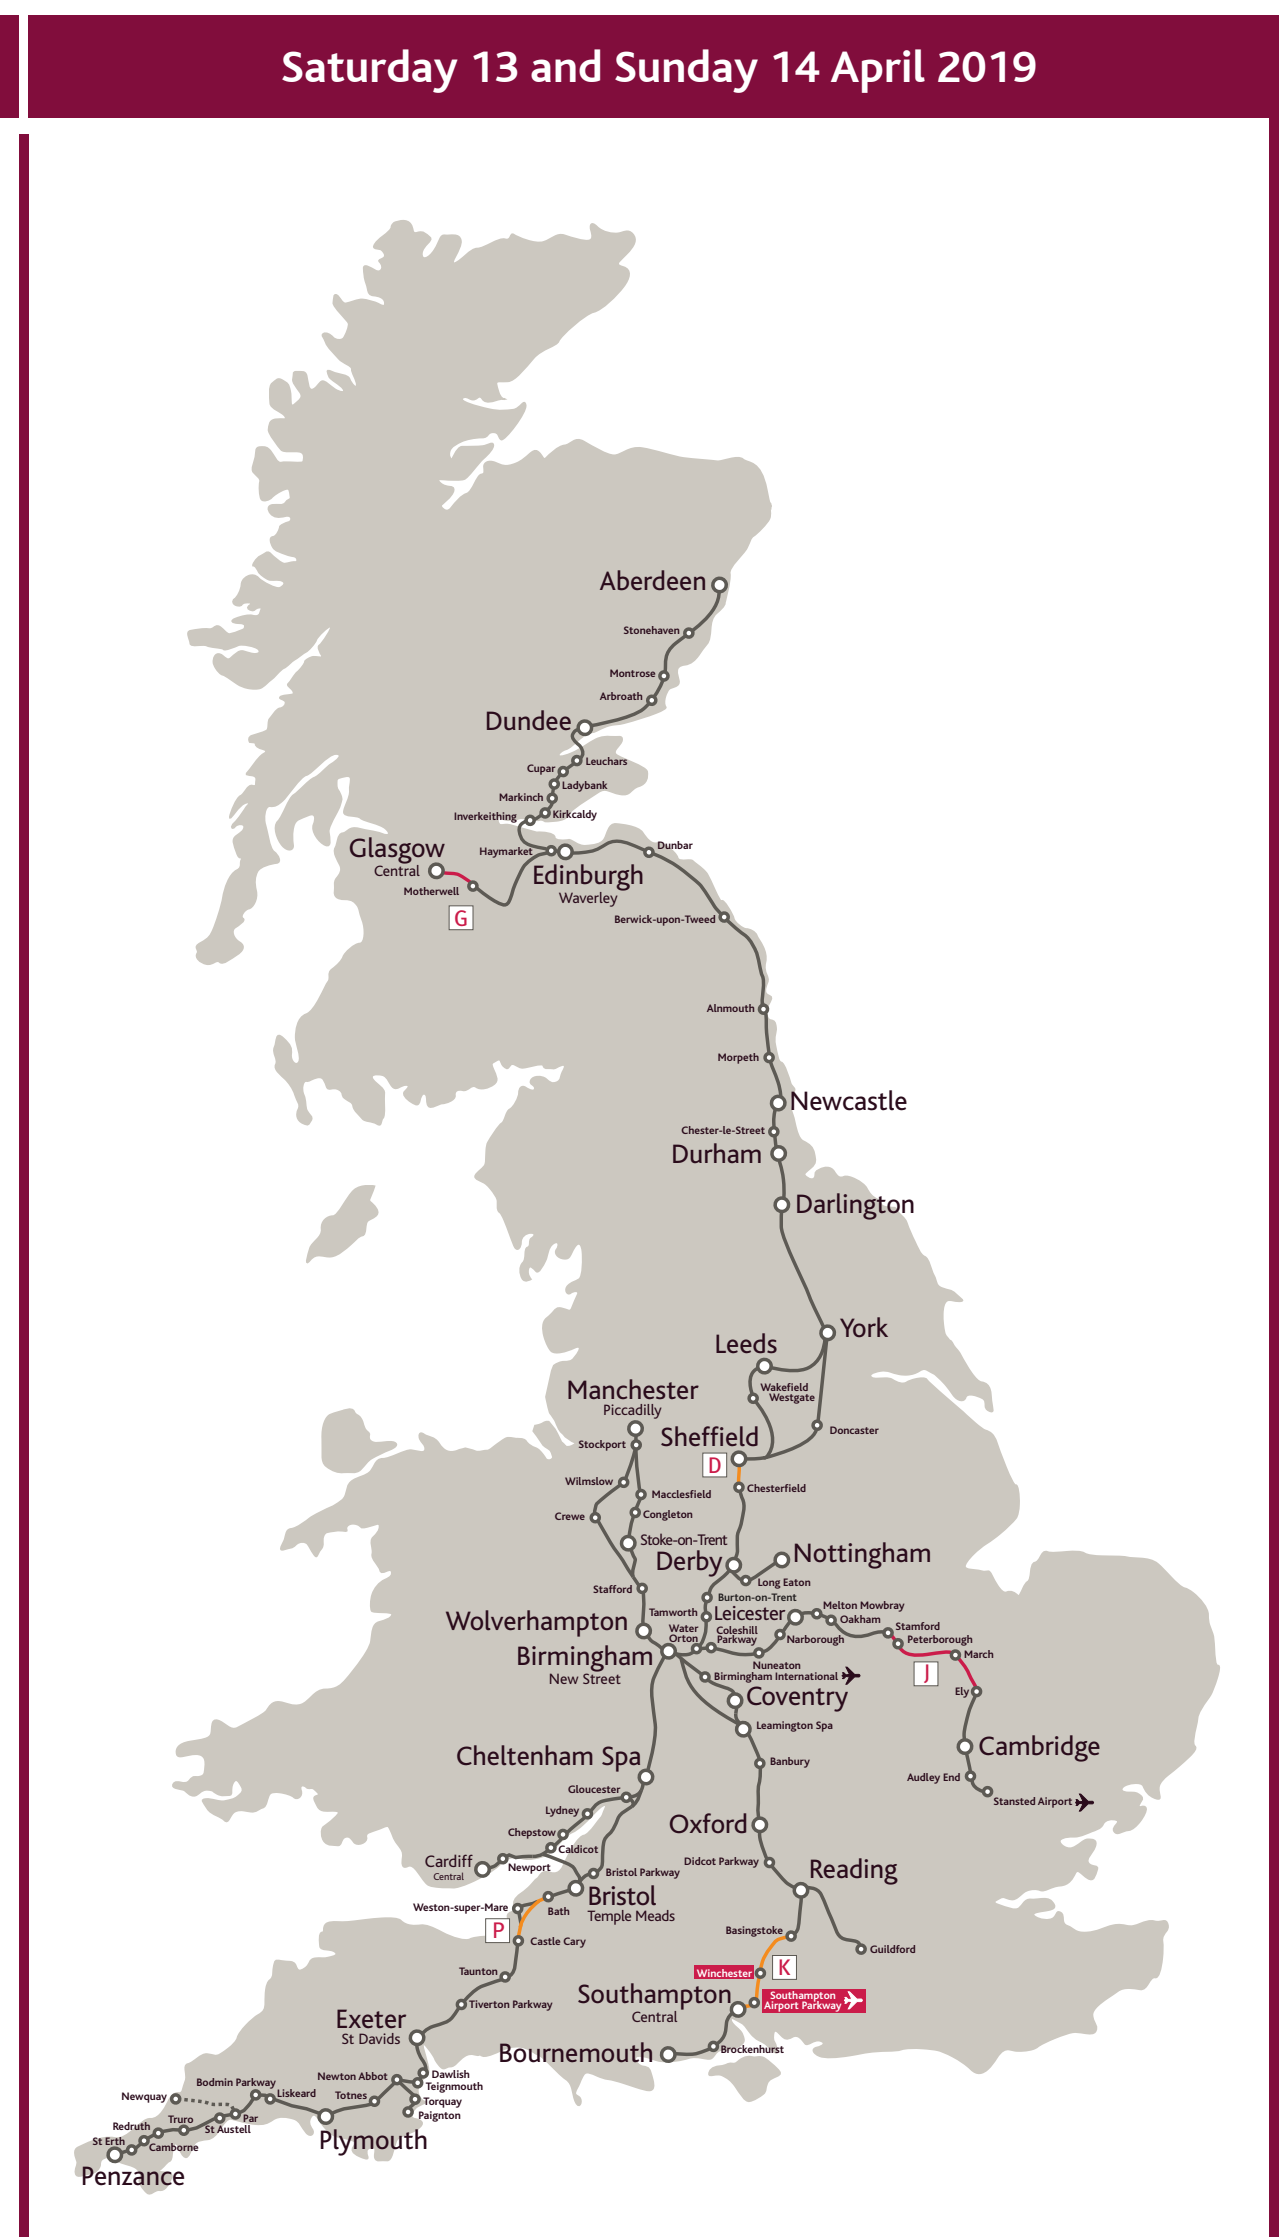 Saturday 13 and Sunday 14 April 2019
Aberdeen
Stonehaven
Montrose
Arbroath
Dundee
Leuchars
Cupar
Ladybank
Markinch
Kirkcaldy
Inverkeithing
Glasgow
Central
Haymarket
Dunbar
Edinburgh
Waverley
Motherwell
G
Berwick-upon-Tweed
Alnmouth
Morpeth
Newcastle
Chester-le-Street
Durham
Darlington
York
Leeds
Wakefield
Westgate
Manchester
Piccadilly
Doncaster
Sheffield
Stockport
D
Wilmslow
Chesterfield
Macclesfield
Crewe
Congleton
Stoke-on-Trent
Derby
Nottingham
Long Eaton
Stafford
Burton-on-Trent
Tamworth
Leicester
Melton Mowbray
Oakham
Wolverhampton
Water
Orton
Coleshill
Parkway
Narborough
Stamford
Peterborough
March
Birmingham
New Street
Nuneaton
Birmingham International
J
Ely
Coventry
Leamington Spa
Cambridge
Cheltenham Spa
Banbury
Audley End
Stansted Airport
Gloucester
Lydney
Oxford
Chepstow
Caldicot
Cardiff
Central
Newport
Didcot Parkway
Reading
Bristol Parkway
Bristol
Temple Meads
Weston-super-Mare
Bath
P
Castle Cary
Basingstoke
Guildford
Taunton
Winchester
K
Southampton
Central
Southampton
Airport Parkway
Tiverton Parkway
Exeter
St Davids
Bournemouth
Brockenhurst
Newton Abbot
Dawlish
Teignmouth
Bodmin Parkway
Liskeard
Totnes
Torquay
Paignton
Newquay
Par
St Austell
Truro
Redruth
Camborne
St Erth
Plymouth
Penzance